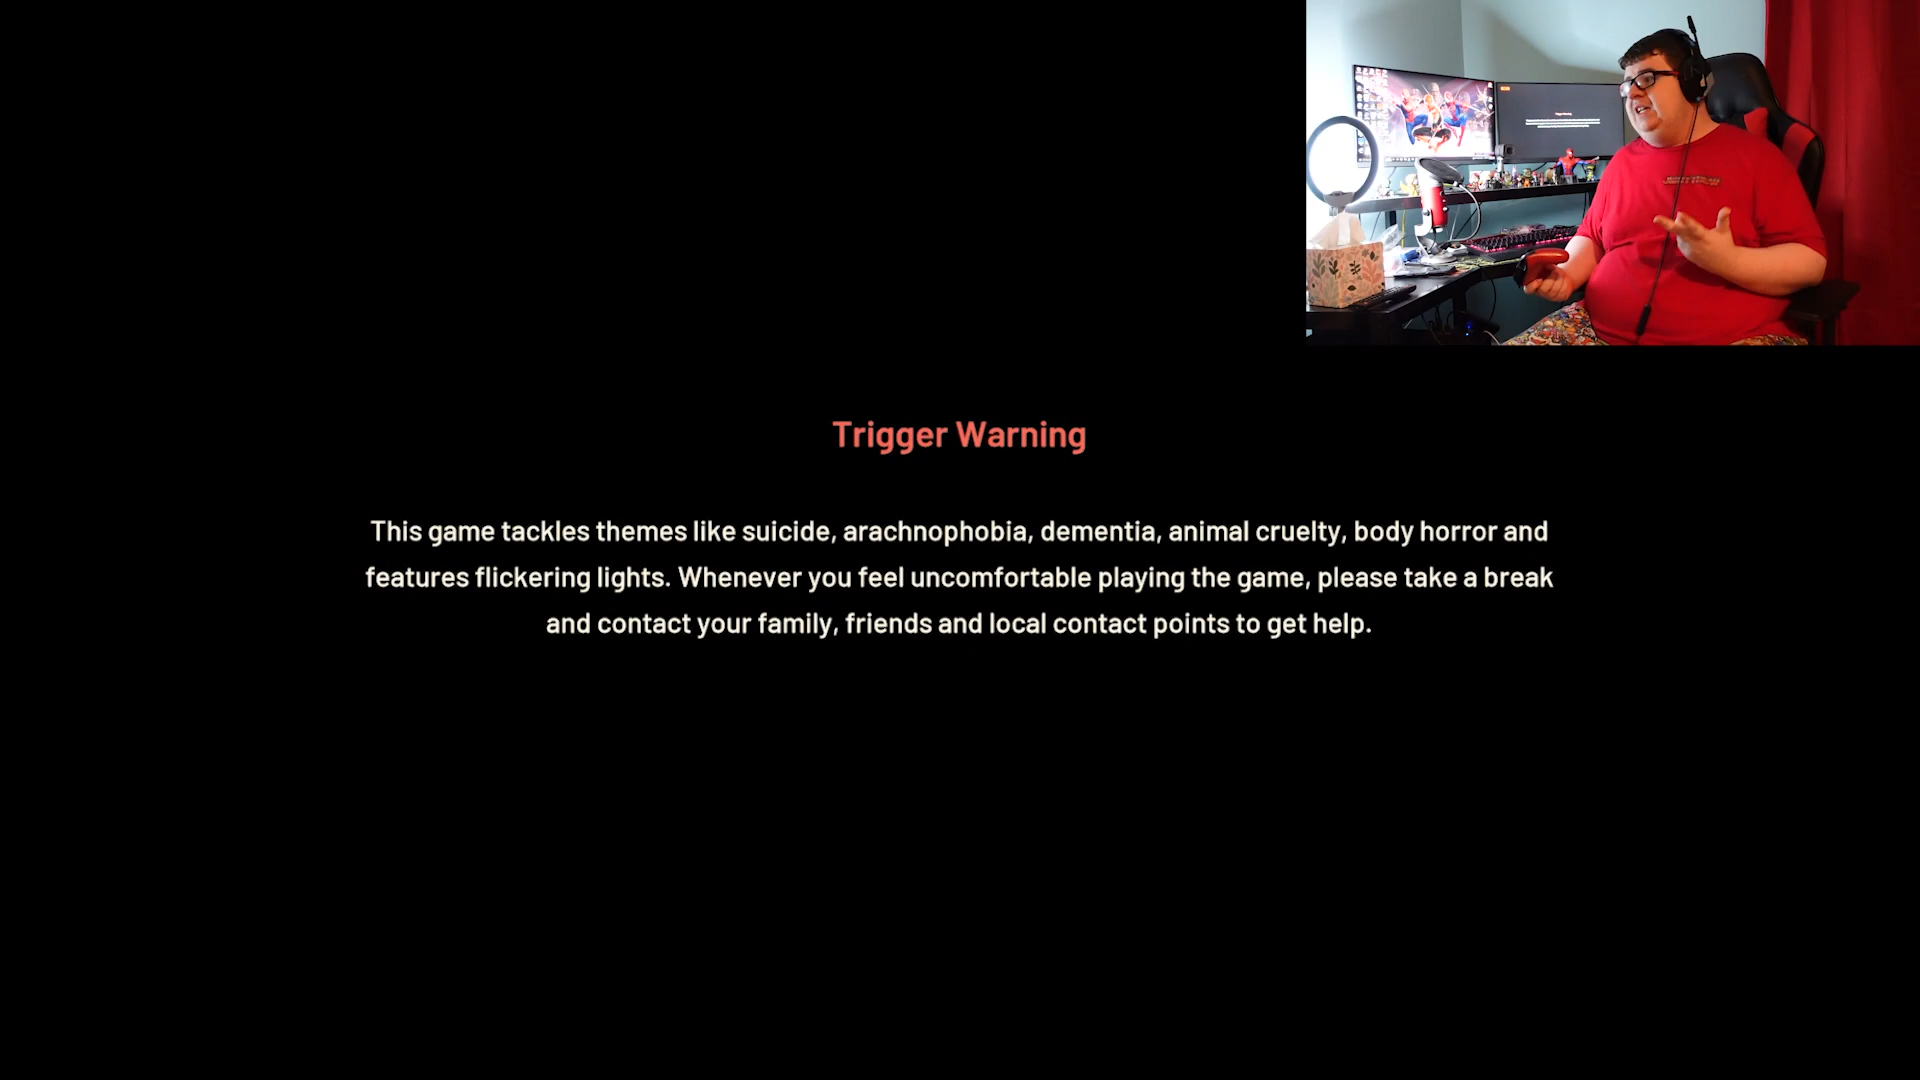 Trigger Warning
This game tackles themes like suicide, arachnophobia, dementia, animal cruelty, body horror and
features flickering lights. Whenever you feel uncomfortable playing the game, please take a break
and contact your family, friends and local contact points to get help.